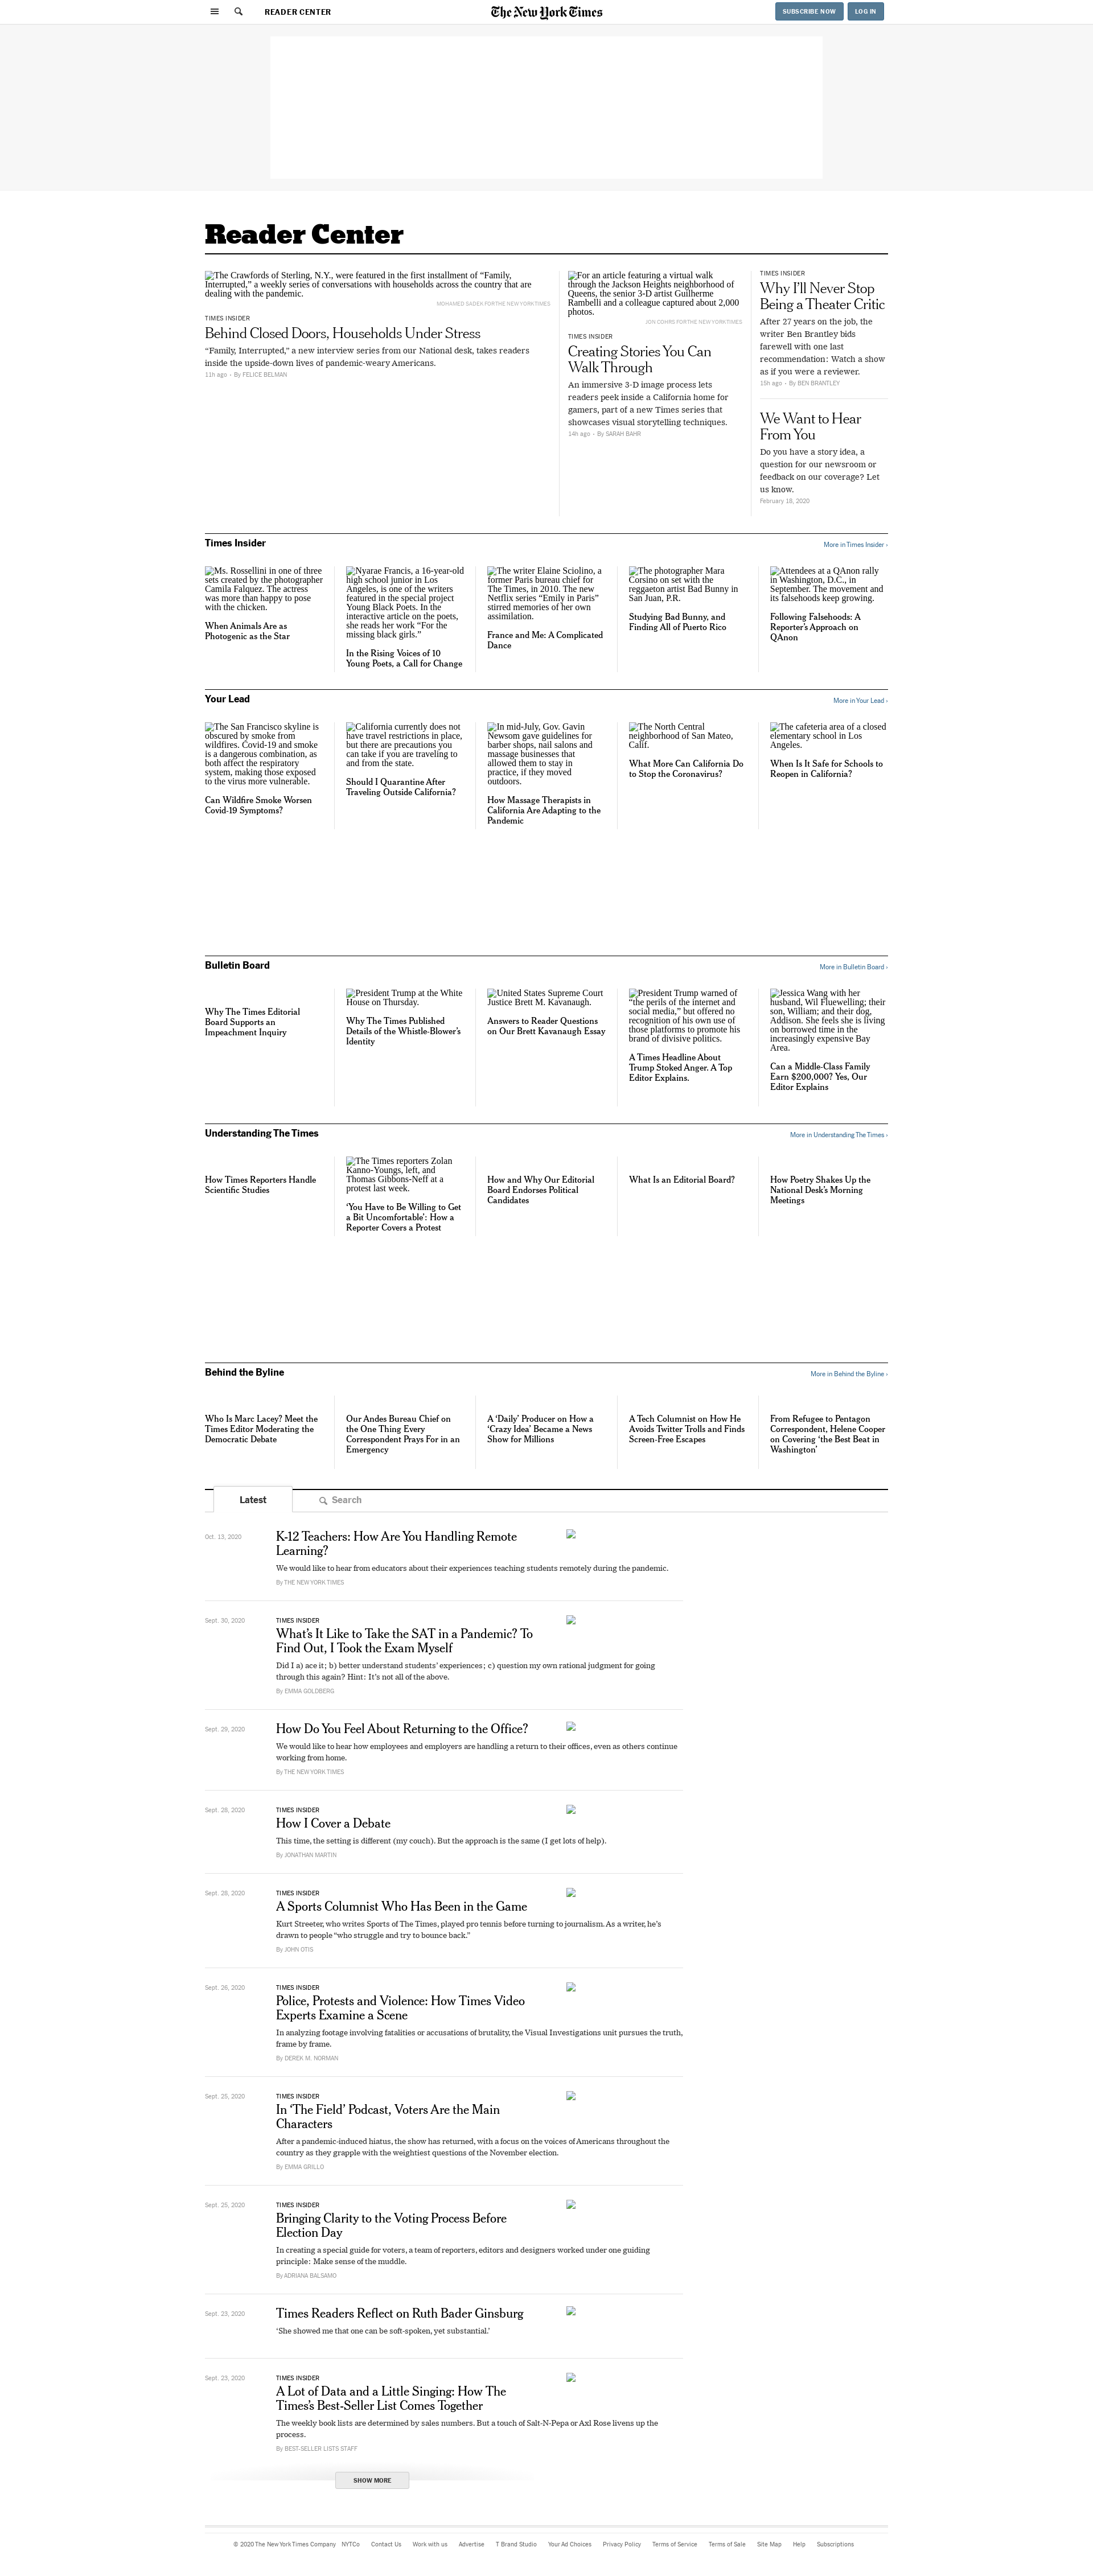 READER CENTER
The New York Times
SUBSCRIBE NOW
LOG IN
Reader Center
The Crawfords of Sterling, N.Y., were featured in the first installment of “Family,
Interrupted,” a weekly series of conversations with households across the country that are
dealing with the pandemic.
MOHAMED SADEK FOR THE NEW YORK TIMES
TIMES INSIDER
Behind Closed Doors, Households Under Stress
“Family, Interrupted,” a new interview series from our National desk, takes readers
inside the upside-down lives of pandemic-weary Americans.
11h ago • By FELICE BELMAN
For an article featuring a virtual walk
through the Jackson Heights neighborhood of
Queens, the senior 3-D artist Guilherme
Rambelli and a colleague captured about 2,000
photos.
JON COHRS FOR THE NEW YORK TIMES
TIMES INSIDER
Creating Stories You Can
Walk Through
An immersive 3-D image process lets
readers peek inside a California home for
gamers, part of a new Times series that
showcases visual storytelling techniques.
14h ago • By SARAH BAHR
TIMES INSIDER
Why I’ll Never Stop
Being a Theater Critic
After 27 years on the job, the
writer Ben Brantley bids
farewell with one last
recommendation: Watch a show
as if you were a reviewer.
15h ago • By BEN BRANTLEY
We Want to Hear
From You
Do you have a story idea, a
question for our newsroom or
feedback on our coverage? Let
us know.
February 18, 2020
Times Insider
More in Times Insider ›
Ms. Rossellini in one of three
sets created by the photographer
Camila Falquez. The actress
was more than happy to pose
with the chicken.
When Animals Are as
Photogenic as the Star
Nyarae Francis, a 16-year-old
high school junior in Los
Angeles, is one of the writers
featured in the special project
Young Black Poets. In the
interactive article on the poets,
she reads her work “For the
missing black girls.”
In the Rising Voices of 10
Young Poets, a Call for Change
The writer Elaine Sciolino, a
former Paris bureau chief for
The Times, in 2010. The new
Netflix series “Emily in Paris”
stirred memories of her own
assimilation.
France and Me: A Complicated
Dance
The photographer Mara
Corsino on set with the
reggaeton artist Bad Bunny in
San Juan, P.R.
Studying Bad Bunny, and
Finding All of Puerto Rico
Attendees at a QAnon rally
in Washington, D.C., in
September. The movement and
its falsehoods keep growing.
Following Falsehoods: A
Reporter’s Approach on
QAnon
Your Lead
More in Your Lead ›
The San Francisco skyline is
obscured by smoke from
wildfires. Covid-19 and smoke
is a dangerous combination, as
both affect the respiratory
system, making those exposed
to the virus more vulnerable.
Can Wildfire Smoke Worsen
Covid-19 Symptoms?
California currently does not
have travel restrictions in place,
but there are precautions you
can take if you are traveling to
and from the state.
Should I Quarantine After
Traveling Outside California?
In mid-July, Gov. Gavin
Newsom gave guidelines for
barber shops, nail salons and
massage businesses that
allowed them to stay in
practice, if they moved
outdoors.
How Massage Therapists in
California Are Adapting to the
Pandemic
The North Central
neighborhood of San Mateo,
Calif.
What More Can California Do
to Stop the Coronavirus?
The cafeteria area of a closed
elementary school in Los
Angeles.
When Is It Safe for Schools to
Reopen in California?
Bulletin Board
More in Bulletin Board ›
Why The Times Editorial
Board Supports an
Impeachment Inquiry
President Trump at the White
House on Thursday.
Why The Times Published
Details of the Whistle-Blower’s
Identity
United States Supreme Court
Justice Brett M. Kavanaugh.
Answers to Reader Questions
on Our Brett Kavanaugh Essay
President Trump warned of
“the perils of the internet and
social media,” but offered no
recognition of his own use of
those platforms to promote his
brand of divisive politics.
A Times Headline About
Trump Stoked Anger. A Top
Editor Explains.
Jessica Wang with her
husband, Wil Fluewelling; their
son, William; and their dog,
Addison. She feels she is living
on borrowed time in the
increasingly expensive Bay
Area.
Can a Middle-Class Family
Earn $200,000? Yes, Our
Editor Explains
Understanding The Times
More in Understanding The Times ›
How Times Reporters Handle
Scientific Studies
The Times reporters Zolan
Kanno-Youngs, left, and
Thomas Gibbons-Neff at a
protest last week.
‘You Have to Be Willing to Get
a Bit Uncomfortable’: How a
Reporter Covers a Protest
How and Why Our Editorial
Board Endorses Political
Candidates
What Is an Editorial Board?
How Poetry Shakes Up the
National Desk’s Morning
Meetings
Behind the Byline
More in Behind the Byline ›
Who Is Marc Lacey? Meet the
Times Editor Moderating the
Democratic Debate
Our Andes Bureau Chief on
the One Thing Every
Correspondent Prays For in an
Emergency
A ‘Daily’ Producer on How a
‘Crazy Idea’ Became a News
Show for Millions
A Tech Columnist on How He
Avoids Twitter Trolls and Finds
Screen-Free Escapes
From Refugee to Pentagon
Correspondent, Helene Cooper
on Covering ‘the Best Beat in
Washington’
Latest
Search
Oct. 13, 2020
K-12 Teachers: How Are You Handling Remote
Learning?
We would like to hear from educators about their experiences teaching students remotely during the pandemic.
By THE NEW YORK TIMES
Sept. 30, 2020
TIMES INSIDER
What’s It Like to Take the SAT in a Pandemic? To
Find Out, I Took the Exam Myself
Did I a) ace it; b) better understand students’ experiences; c) question my own rational judgment for going
through this again? Hint: It’s not all of the above.
By EMMA GOLDBERG
Sept. 29, 2020
How Do You Feel About Returning to the Office?
We would like to hear how employees and employers are handling a return to their offices, even as others continue
working from home.
By THE NEW YORK TIMES
Sept. 28, 2020
TIMES INSIDER
How I Cover a Debate
This time, the setting is different (my couch). But the approach is the same (I get lots of help).
By JONATHAN MARTIN
Sept. 28, 2020
TIMES INSIDER
A Sports Columnist Who Has Been in the Game
Kurt Streeter, who writes Sports of The Times, played pro tennis before turning to journalism. As a writer, he’s
drawn to people “who struggle and try to bounce back.”
By JOHN OTIS
Sept. 26, 2020
TIMES INSIDER
Police, Protests and Violence: How Times Video
Experts Examine a Scene
In analyzing footage involving fatalities or accusations of brutality, the Visual Investigations unit pursues the truth,
frame by frame.
By DEREK M. NORMAN
Sept. 25, 2020
TIMES INSIDER
In ‘The Field’ Podcast, Voters Are the Main
Characters
After a pandemic-induced hiatus, the show has returned, with a focus on the voices of Americans throughout the
country as they grapple with the weightiest questions of the November election.
By EMMA GRILLO
Sept. 25, 2020
TIMES INSIDER
Bringing Clarity to the Voting Process Before
Election Day
In creating a special guide for voters, a team of reporters, editors and designers worked under one guiding
principle: Make sense of the muddle.
By ADRIANA BALSAMO
Sept. 23, 2020
Times Readers Reflect on Ruth Bader Ginsburg
‘She showed me that one can be soft-spoken, yet substantial.’
Sept. 23, 2020
TIMES INSIDER
A Lot of Data and a Little Singing: How The
Times’s Best-Seller List Comes Together
The weekly book lists are determined by sales numbers. But a touch of Salt-N-Pepa or Axl Rose livens up the
process.
By BEST-SELLER LISTS STAFF
SHOW MORE
© 2020 The New York Times Company NYTCo Contact Us Work with us Advertise T Brand Studio Your Ad Choices Privacy Policy Terms of Service Terms of Sale Site Map Help Subscriptions